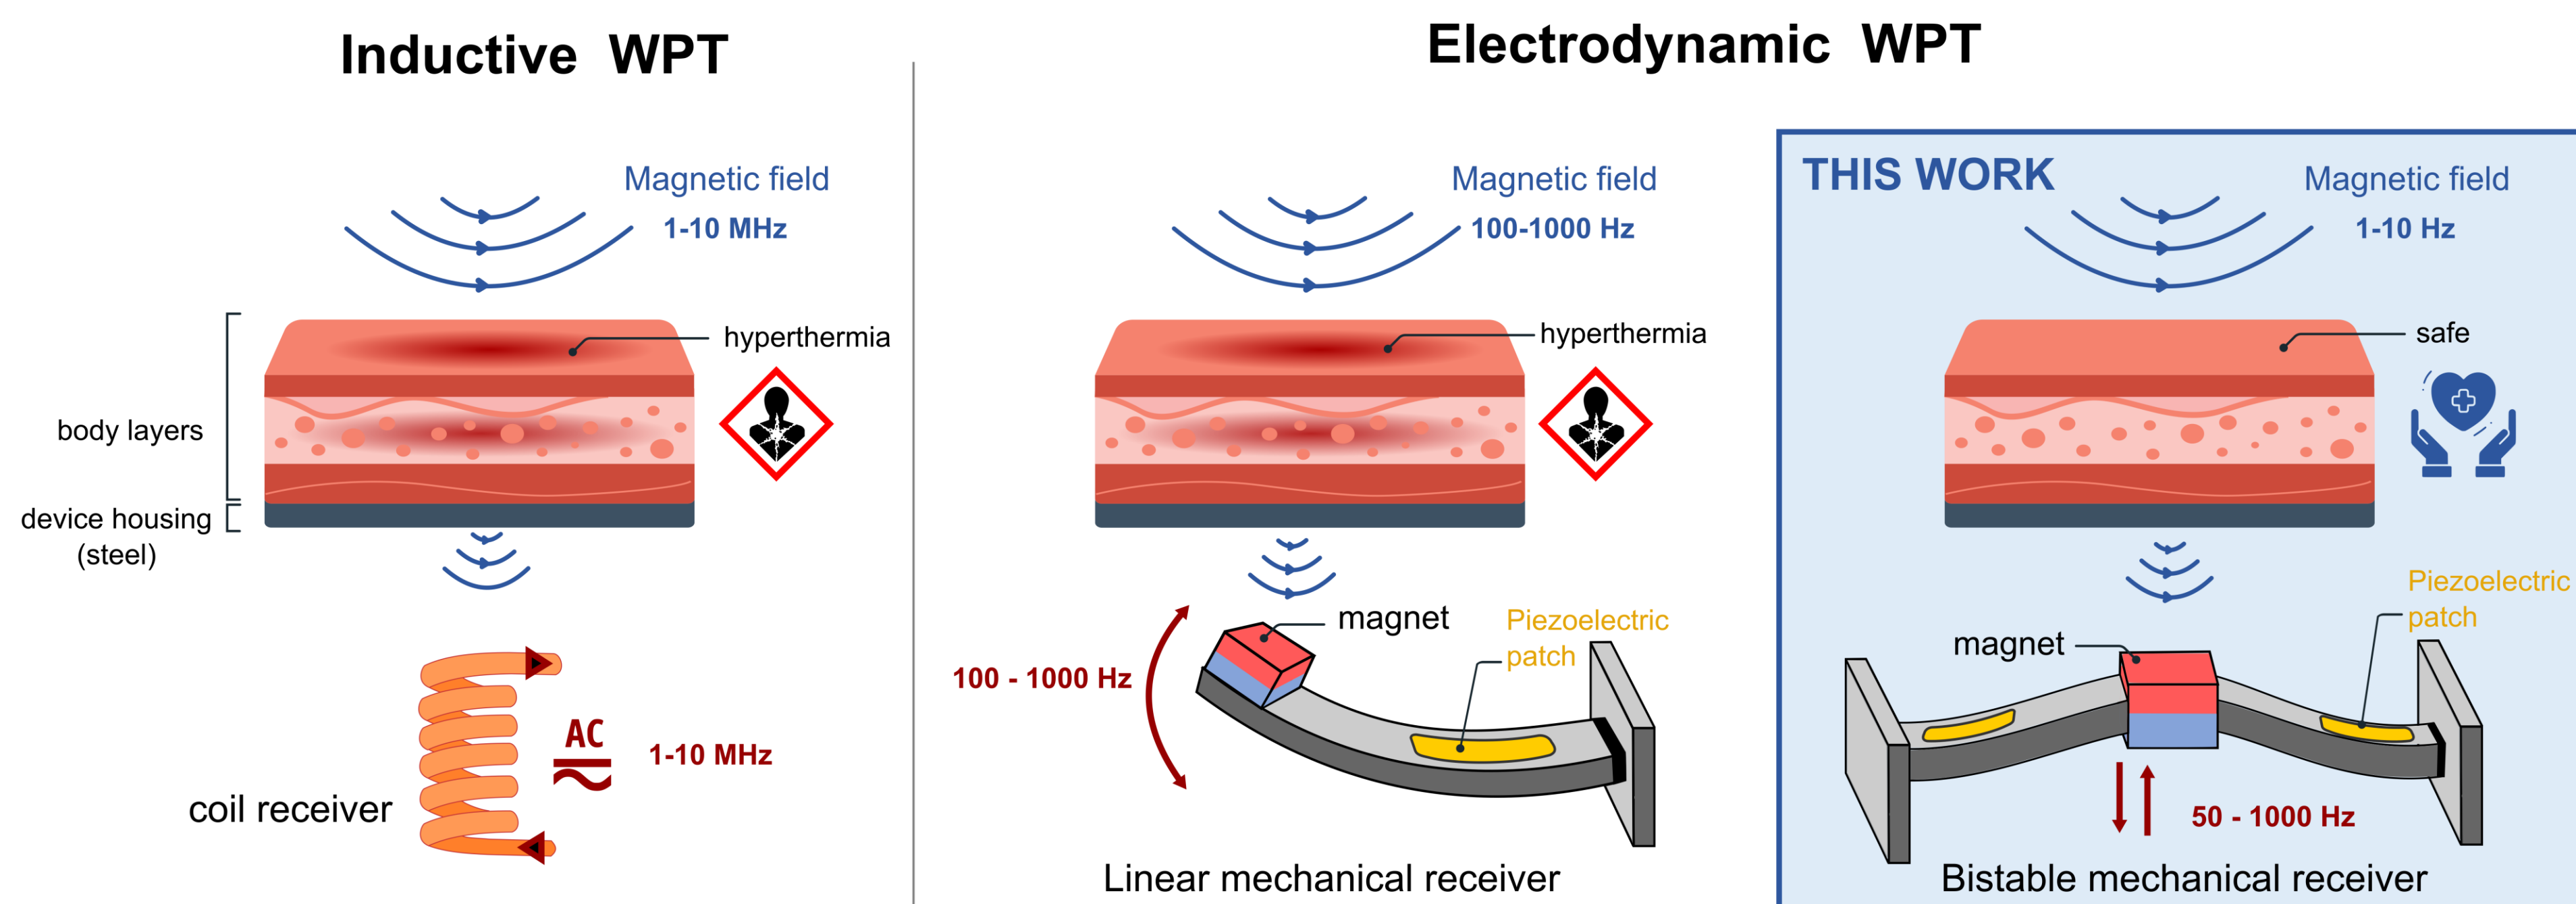 Inductive WPT
Magnetic field
1-10 MHz
hyperthermia
body layers
device housing
(steel)
AC
1-10 MHz
coil receiver
Electrodynamic WPT
Magnetic field
100-1000 Hz
hyperthermia
magnet
Piezoelectric
patch
100 - 1000 Hz
Linear mechanical receiver
THIS WORK
Magnetic field
1-10 Hz
safe
Piezoelectric
patch
magnet
50 - 1000 Hz
Bistable mechanical receiver